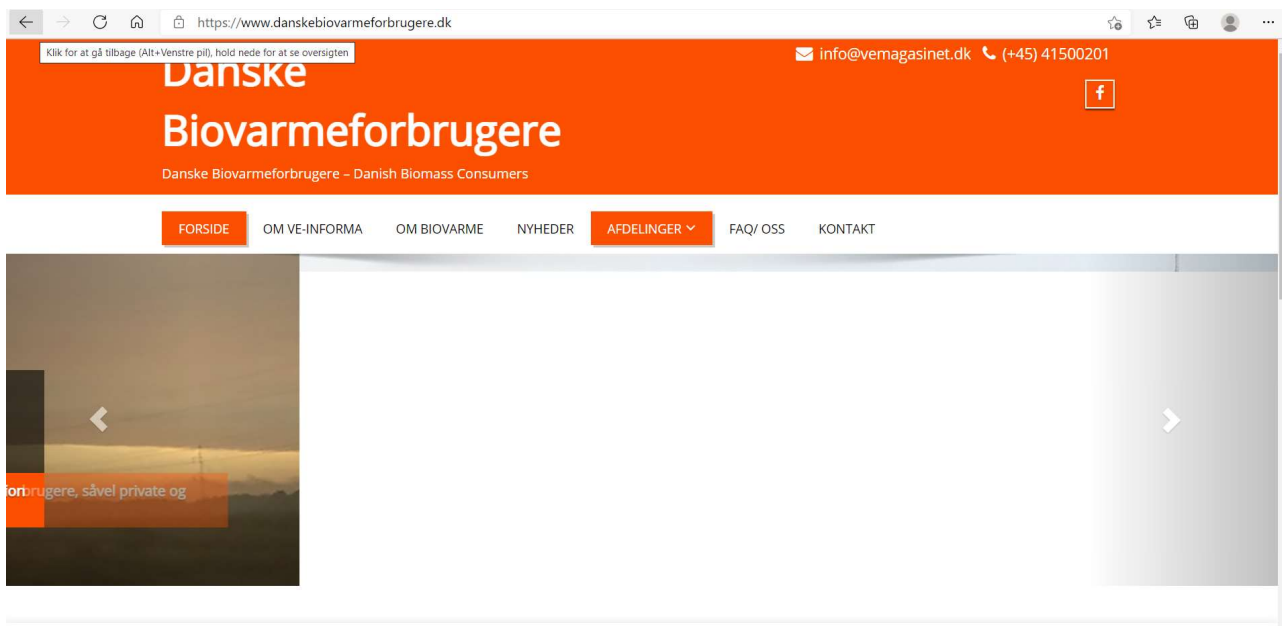 https://www.danskebiovarmeforbrugere.dk
Klik for at gå tilbage (Alt+Venstre pil), hold nede for at se oversigten
info@vemagasinet.dk (+45) 41500201
Danske
Biovarmeforbrugere
Danske Biovarmeforbrugere – Danish Biomass Consumers
FORSIDE OM VE-INFORMA OM BIOVARME NYHEDER AFDELINGER FAQ/ OSS KONTAKT
såvel private og